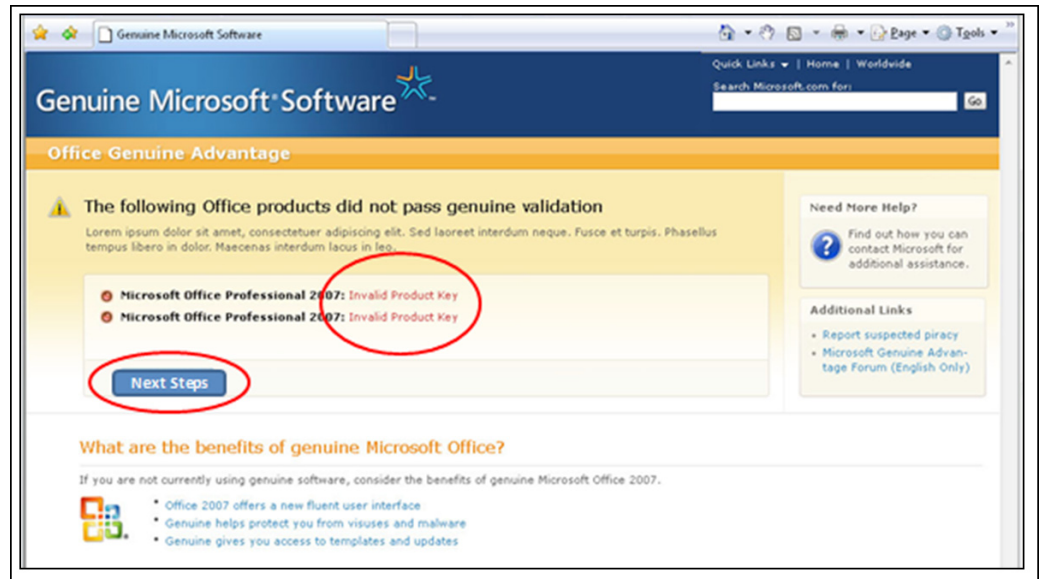 Genuine Microsoft Software
Page
Tools
Quick Links | Home | Worldwide
Search Microsoft.com for:
Go
Genuine Microsoft® Software
Office Genuine Advantage
The following Office products did not pass genuine validation
Lorem ipsum dolor sit amet, consectetuer adipiscing elit. Sed laoreet interdum neque. Fusce et turpis. Phasellus
tempus libero in dolor. Maecenas interdum lacus in leo.
Microsoft Office Professional 2007: Invalid Product Key
Microsoft Office Professional 2007: Invalid Product Key
Next Steps
Need More Help?
Find out how you can
contact Microsoft for
additional assistance.
Additional Links
• Report suspected piracy
• Microsoft Genuine Advan-
tage Forum (English Only)
What are the benefits of genuine Microsoft Office?
If you are not currently using genuine software, consider the benefits of genuine Microsoft Office 2007.
• Office 2007 offers a new fluent user interface
• Genuine helps protect you from visuses and malware
• Genuine gives you access to templates and updates